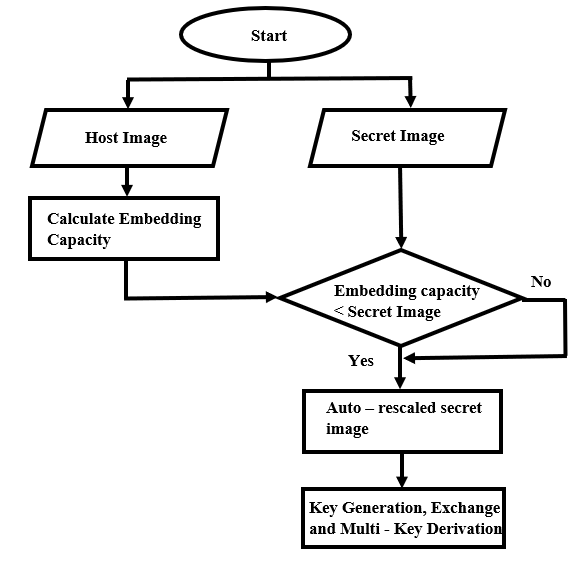 Start
Host Image
Secret Image
Calculate Embedding
Capacity
Embedding capacity
< Secret Image
No
Yes
Auto – rescaled secret
image
Key Generation, Exchange
and Multi - Key Derivation